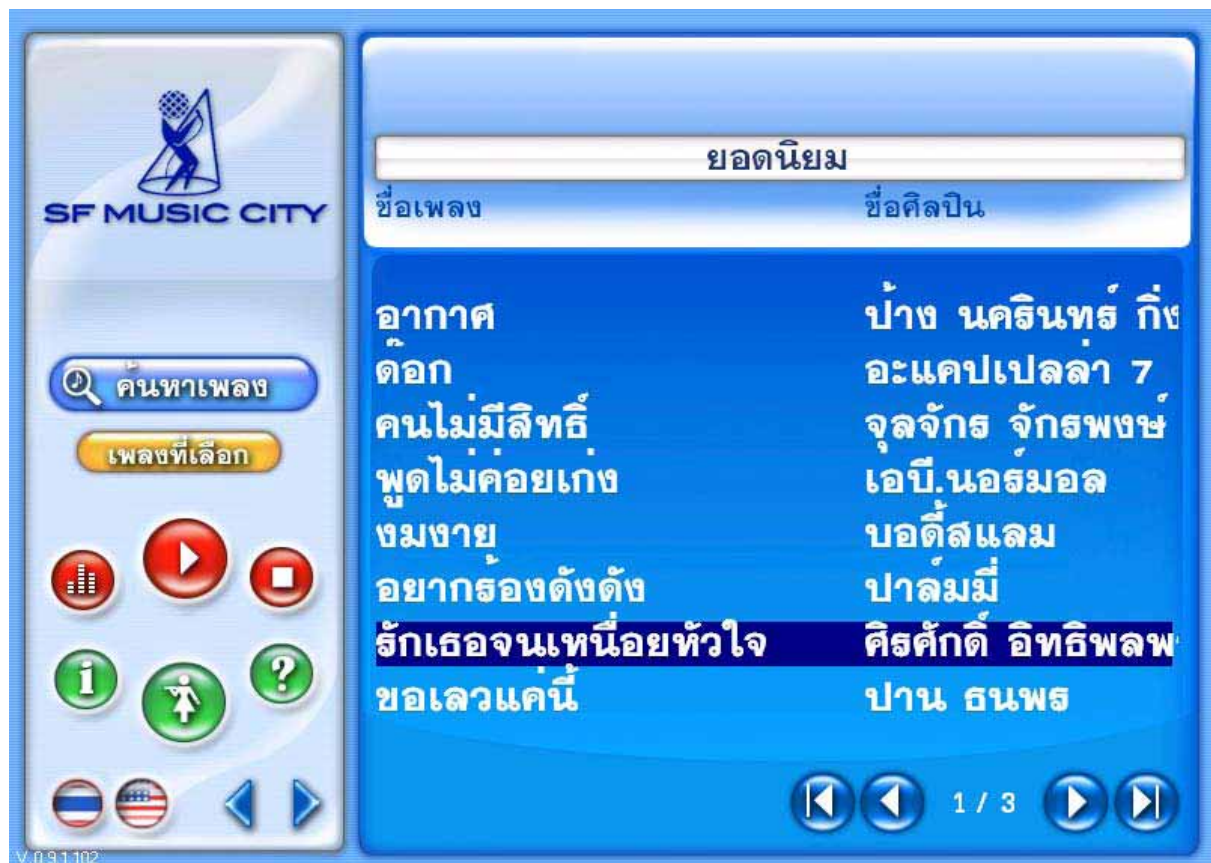 SF MUSIC CITY
ค้นหาเพลง
เพลงที่เลือก
V 0.9.1.102
ยอดนิยม
ชื่อเพลง ชื่อศิลปิน
อากาศ ป้าง นครินทร์ กิ่ง
ด๊อก อะแคปเปลล่า 7
คนไม่มีสิทธิ์ จุลจักร จักรพงษ์
พูดไม่ค่อยเก่ง เอบี.นอร์มอล
งมงาย บอดี้สแลม
อยากร้องดังดัง ปาล์มมี่
รักเธอจนเหนื่อยหัวใจ ศิรศักดิ์ อิทธิพลพ
ขอเลวแค่นี้ ปาน ธนพร
1 / 3